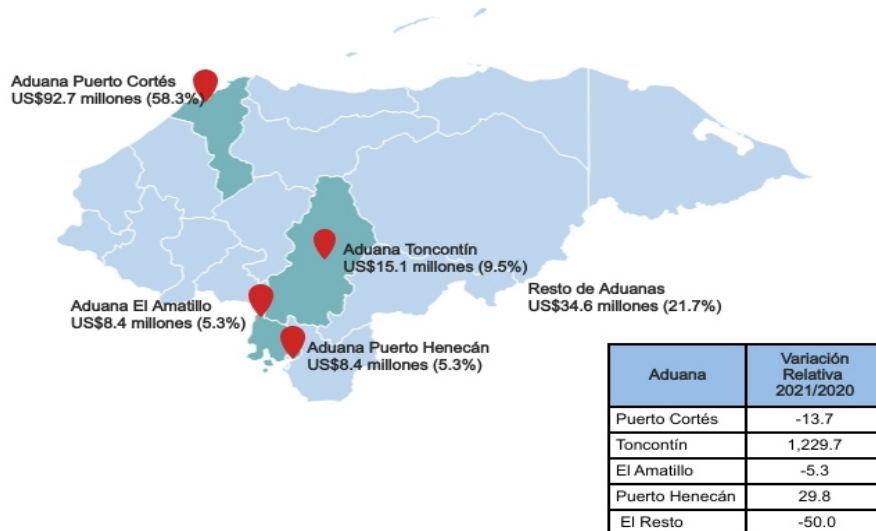 Aduana Puerto Cortés
US$92.7 millones (58.3%)
Aduana Toncontín
US$15.1 millones (9.5%)
Aduana El Amatillo
US$8.4 millones (5.3%)
Resto de Aduanas
US$34.6 millones (21.7%)
Aduana Puerto Henecán
US$8.4 millones (5.3%)
Aduana
Variación
Relativa
2021/2020
Puerto Cortés -13.7
Toncontín 1,229.7
El Amatillo -5.3
Puerto Henecán 29.8
El Resto -50.0